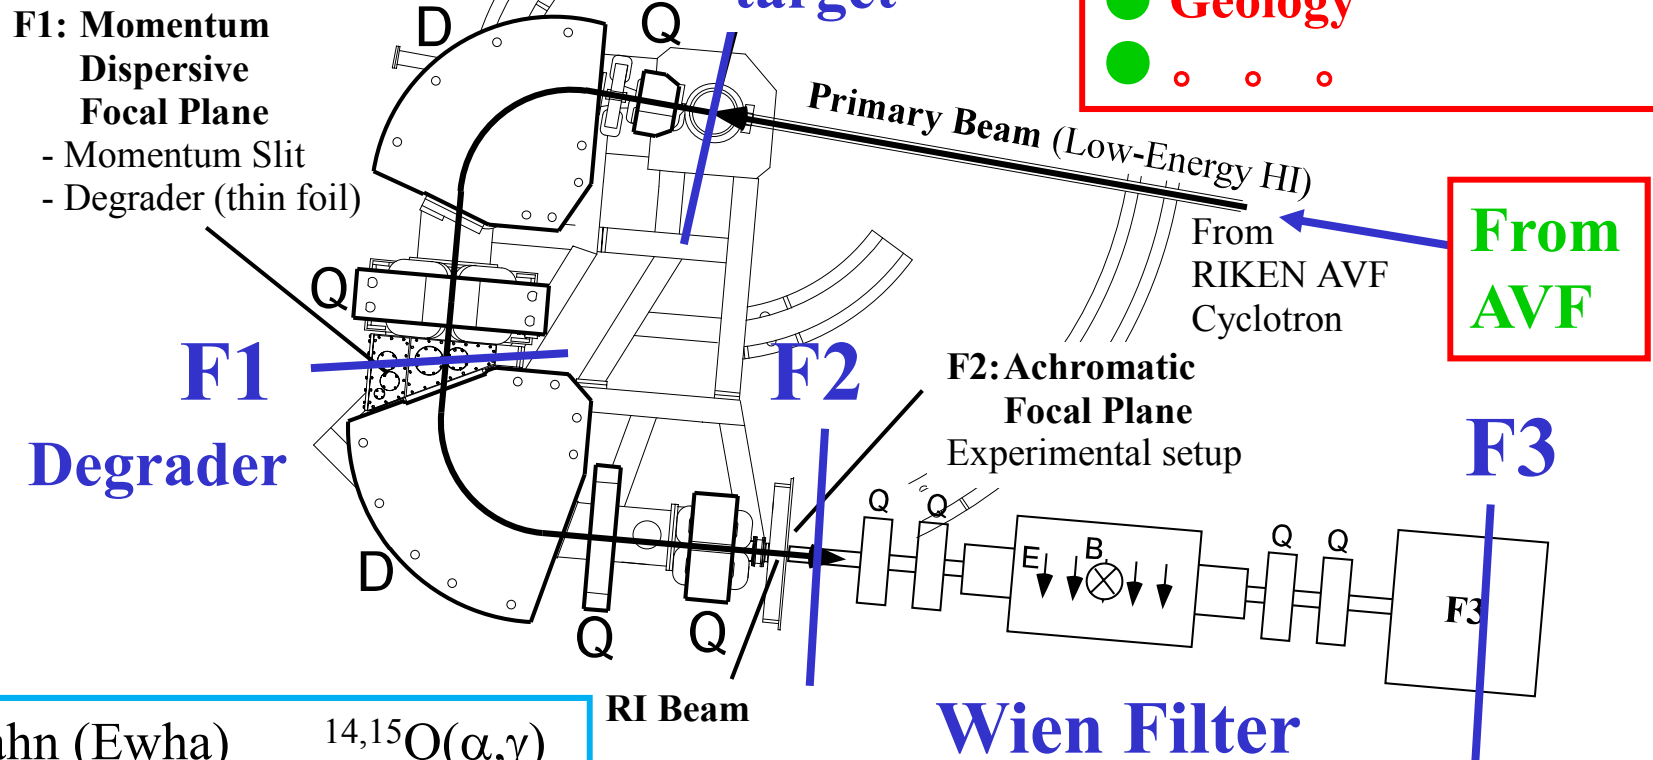 target
Geology
D
Q
F1: Momentum
Dispersive
Focal Plane
- Momentum Slit
- Degrader (thin foil)
Primary Beam (Low-Energy HI)
From
RIKEN AVF
Cyclotron
From
AVF
Q
F1
Degrader
F2
F2: Achromatic
Focal Plane
Experimental setup
F3
D
Q
Q
Q
Q
E
B
Q
Q
F3
RI Beam
Wien Filter
(Ewha)
14,15O(α,γ)